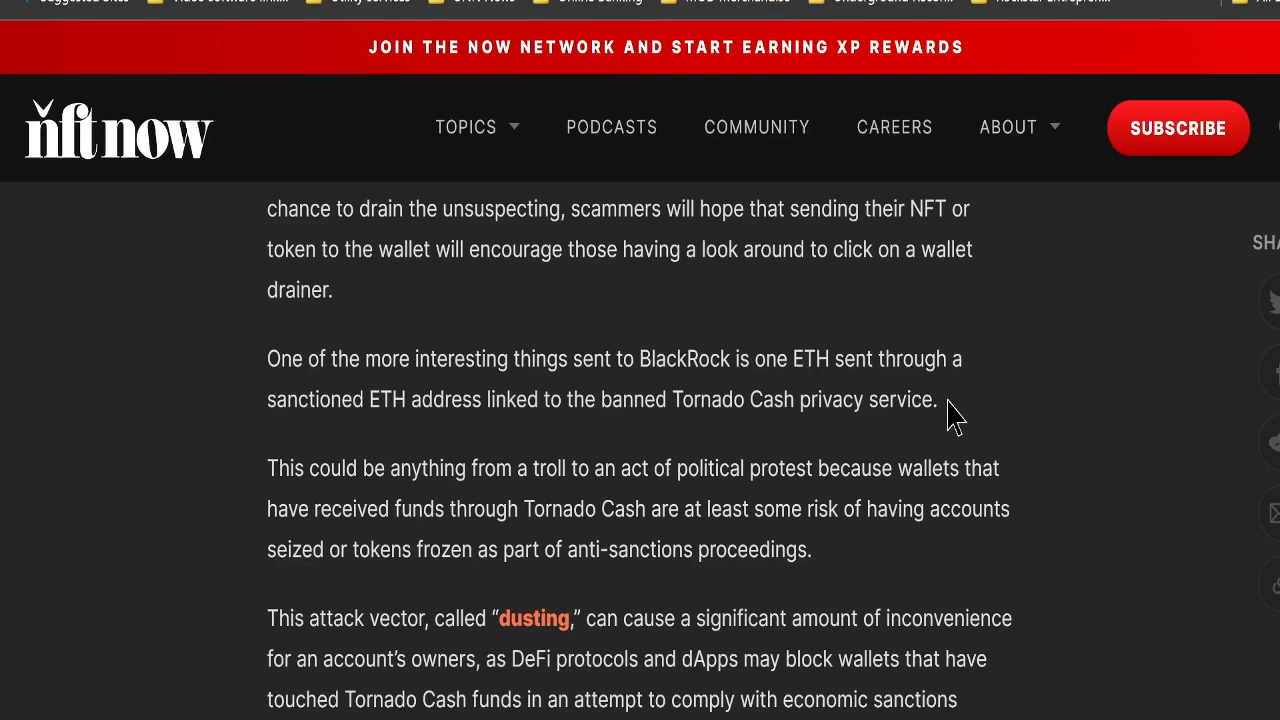 JOIN THE NOW NETWORK AND START EARNING XP REWARDS
nft now
TOPICS
PODCASTS
COMMUNITY
CAREERS
ABOUT
SUBSCRIBE
chance to drain the unsuspecting, scammers will hope that sending their NFT or
token to the wallet will encourage those having a look around to click on a wallet
drainer.
One of the more interesting things sent to BlackRock is one ETH sent through a
sanctioned ETH address linked to the banned Tornado Cash privacy service.
This could be anything from a troll to an act of political protest because wallets that
have received funds through Tornado Cash are at least some risk of having accounts
seized or tokens frozen as part of anti-sanctions proceedings.
This attack vector, called “dusting,” can cause a significant amount of inconvenience
for an account’s owners, as DeFi protocols and dApps may block wallets that have
touched Tornado Cash funds in an attempt to comply with economic sanctions